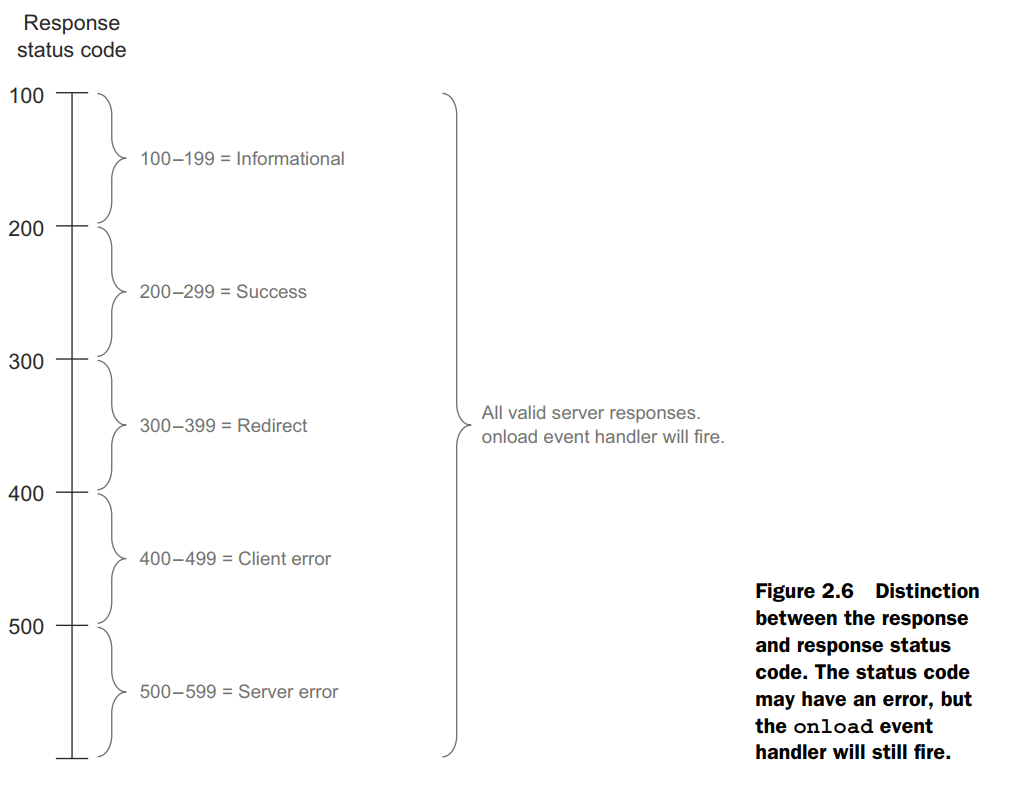 Response
status code
100
100–199 = Informational
200
200–299 = Success
300
300–399 = Redirect
All valid server responses.
onload event handler will fire.
400
400–499 = Client error
500
500–599 = Server error
Figure 2.6 Distinction
between the response
and response status
code. The status code
may have an error, but
the onload event
handler will still fire.